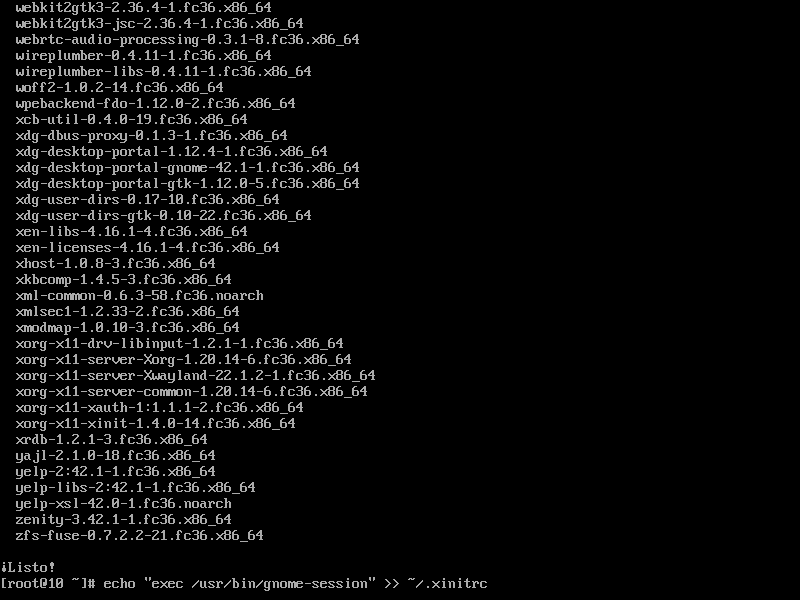 webkit2gtk3-2.36.4-1.fc36.x86_64
webkit2gtk3-jsc-2.36.4-1.fc36.x86_64
webrtc-audio-processing-0.3.1-8.fc36.x86_64
wireplumber-0.4.11-1.fc36.x86_64
wireplumber-libs-0.4.11-1.fc36.x86_64
woff2-1.0.2-14.fc36.x86_64
wpebackend-fdo-1.12.0-2.fc36.x86_64
xcb-util-0.4.0-19.fc36.x86_64
xdg-dbus-proxy-0.1.3-1.fc36.x86_64
xdg-desktop-portal-1.12.4-1.fc36.x86_64
xdg-desktop-portal-gnome-42.1-1.fc36.x86_64
xdg-desktop-portal-gtk-1.12.0-5.fc36.x86_64
xdg-user-dirs-0.17-10.fc36.x86_64
xdg-user-dirs-gtk-0.10-22.fc36.x86_64
xen-libs-4.16.1-4.fc36.x86_64
xen-licenses-4.16.1-4.fc36.x86_64
xhost-1.0.8-3.fc36.x86_64
xkbcomp-1.4.5-3.fc36.x86_64
xml-common-0.6.3-58.fc36.noarch
xmlsec1-1.2.33-2.fc36.x86_64
xmodmap-1.0.10-3.fc36.x86_64
xorg-x11-drv-libinput-1.2.1-1.fc36.x86_64
xorg-x11-server-Xorg-1.20.14-6.fc36.x86_64
xorg-x11-server-Xwayland-22.1.2-1.fc36.x86_64
xorg-x11-server-common-1.20.14-6.fc36.x86_64
xorg-x11-xauth-1:1.1.1-2.fc36.x86_64
xorg-x11-xinit-1.4.0-14.fc36.x86_64
xrdb-1.2.1-3.fc36.x86_64
yajl-2.1.0-18.fc36.x86_64
yelp-2:42.1-1.fc36.x86_64
yelp-libs-2:42.1-1.fc36.x86_64
yelp-xsl-42.0-1.fc36.noarch
zenity-3.42.1-1.fc36.x86_64
zfs-fuse-0.7.2.2-21.fc36.x86_64
¡Listo!
[root@10 ~]# echo "exec /usr/bin/gnome-session" >> ~/.xinitrc